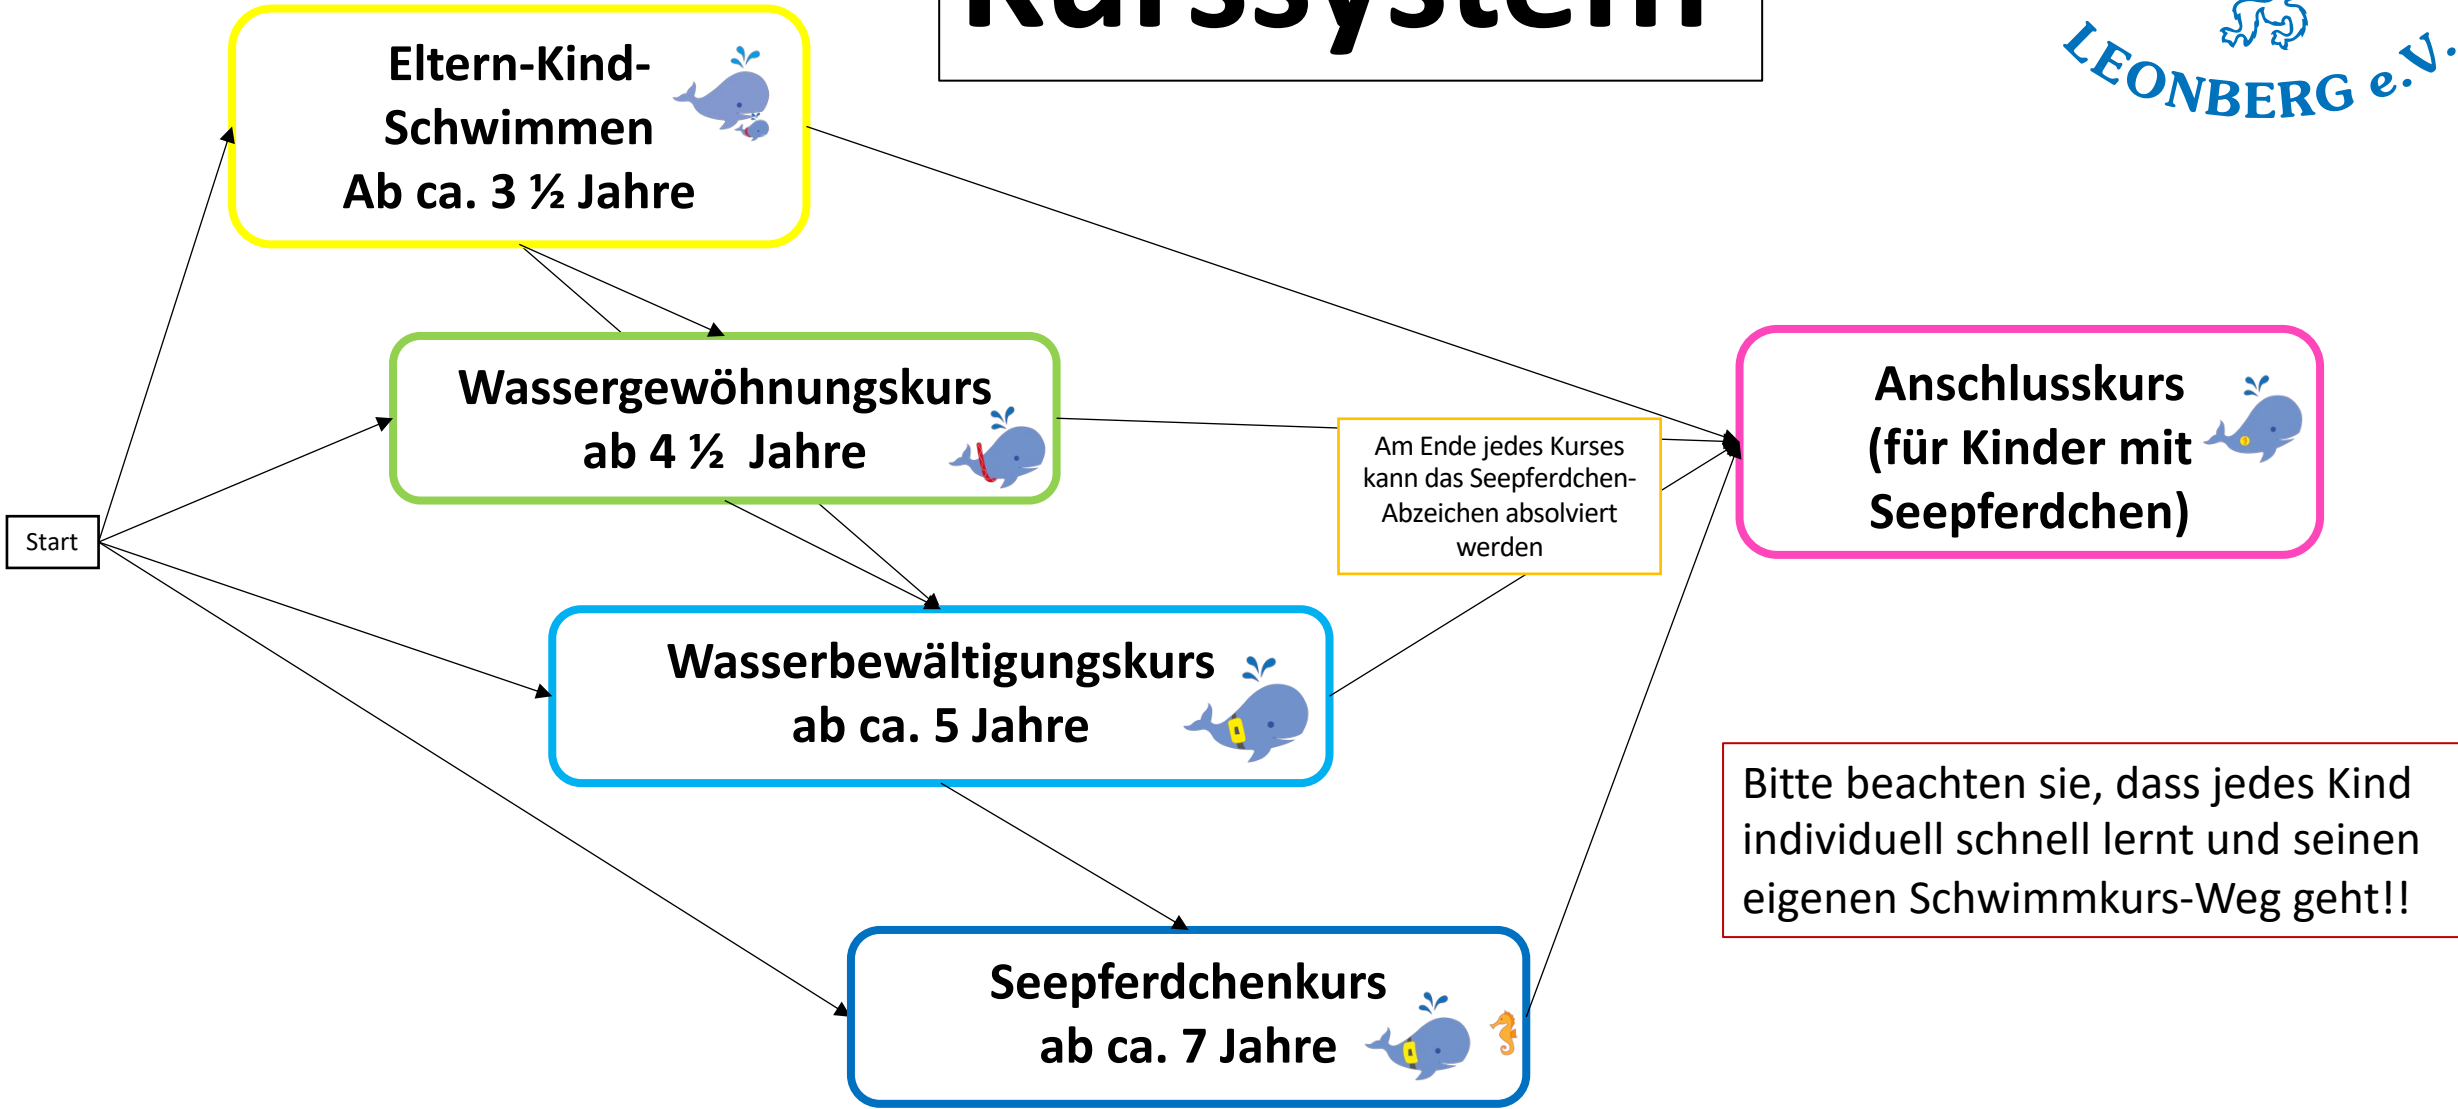 Kurssystem
LEONBERG e.V.
Eltern-Kind-
Schwimmen
Ab ca. 3 ½ Jahre
Wassergewöhnungskurs
ab 4 ½ Jahre
Anschlusskurs
(für Kinder mit
Seepferdchen)
Am Ende jedes Kurses
kann das Seepferdchen-
Abzeichen absolviert
werden
Start
Wasserbewältigungskurs
ab ca. 5 Jahre
Bitte beachten sie, dass jedes Kind
individuell schnell lernt und seinen
eigenen Schwimmkurs-Weg geht!!
Seepferdchenkurs
ab ca. 7 Jahre